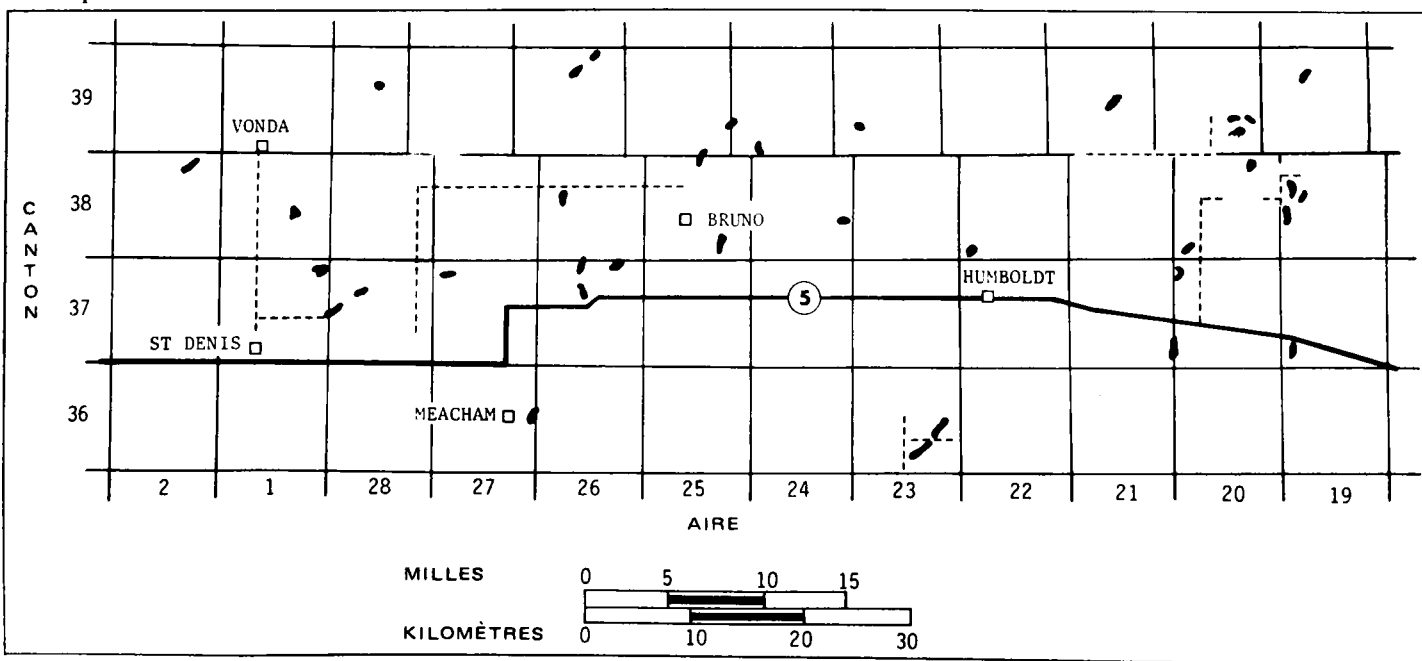 39
VONDA
38
CANTON
BRUNO
37
HUMBOLDT
5
ST DENIS
36
MEACHAM
2 1 28 27 26 25 24 23 22 21 20 19
AIRE
MILLES 0 5 10 15
KILOMÈTRES 0 10 20 30